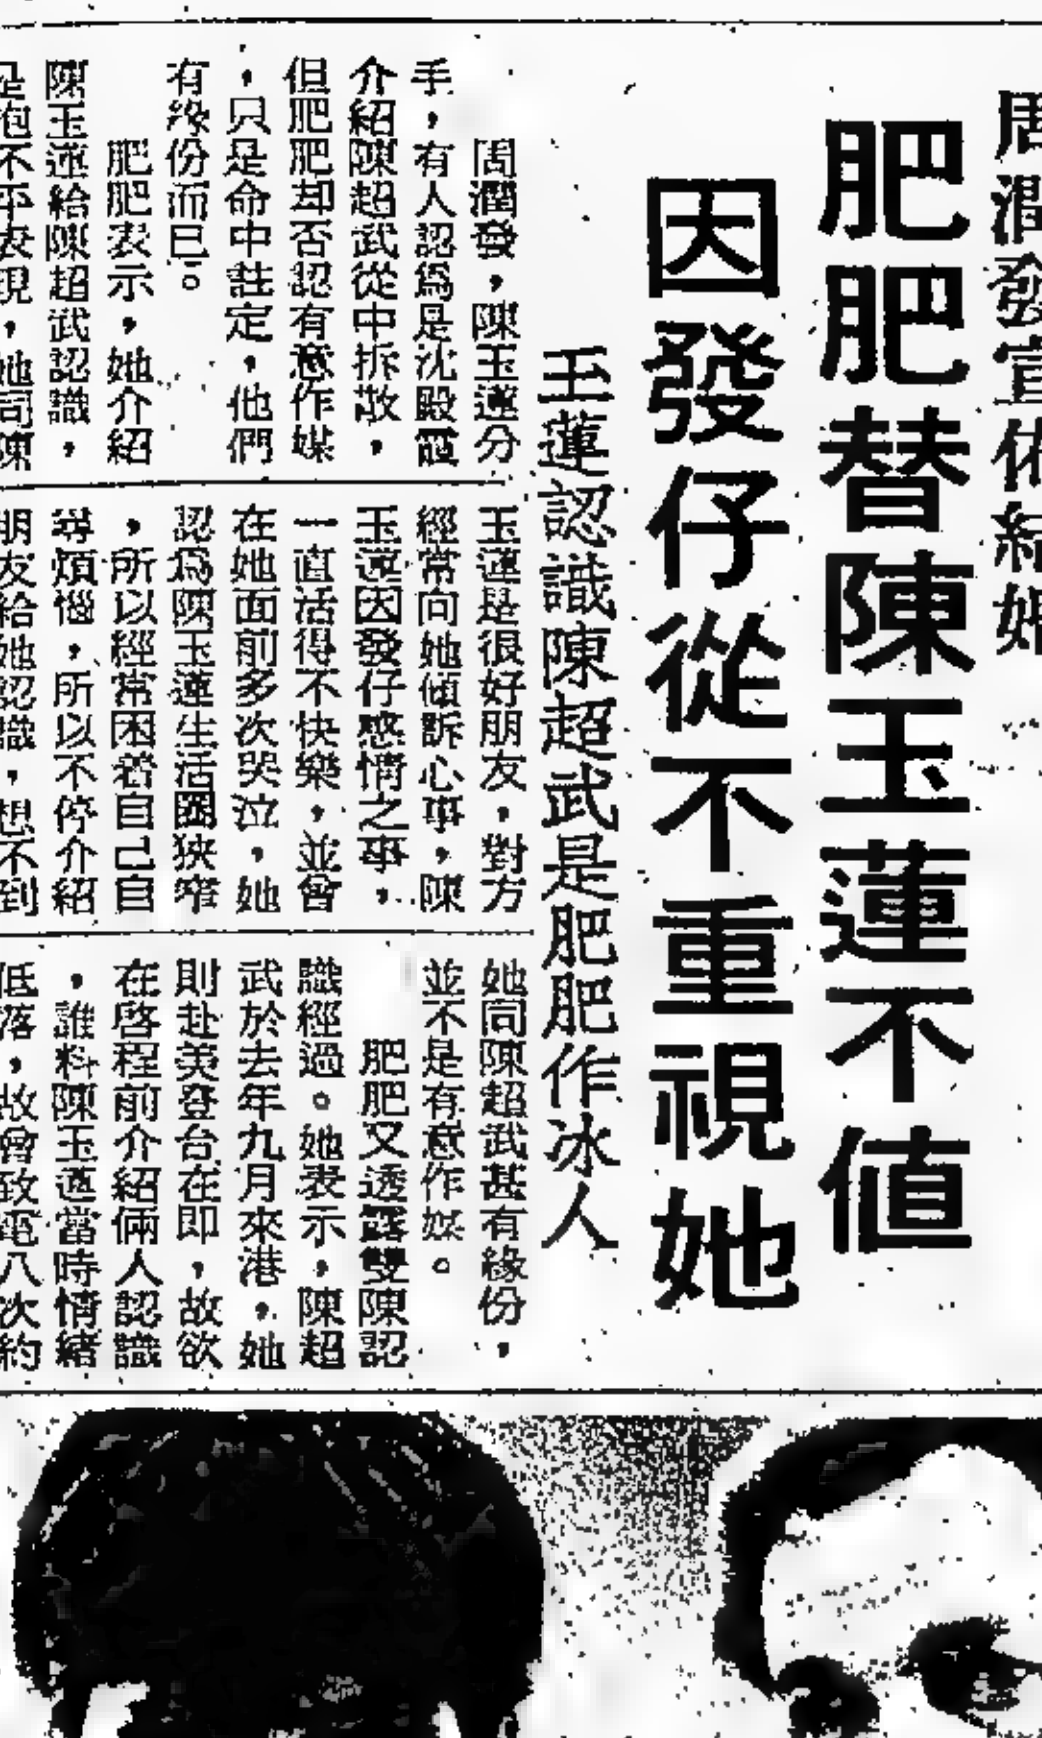 周潤發宣佈結婚
肥肥替陳玉蓮不值
因發仔從不重視她
玉蓮認識陳超武是肥肥作冰人
周潤發，陳玉蓮分
手，有人認為是沈殿霞
介紹陳超武從中拆散，
但肥肥却否認有意作媒
，只是命中註定，他們
有緣份而已。
肥肥表示，她介紹
陳玉蓮給陳超武認識，
是抱不平表現，她同陳
玉蓮是很好朋友，對方
經常向她傾訴心事，陳
玉蓮因發仔感情之事，
一直活得不快樂，並曾
在她面前多次哭泣，她
認為陳玉蓮生活圈狹窄
，所以經常困着自己自
尋煩惱，所以不停介紹
朋友給她認識，想不到
她同陳超武甚有緣份，
並不是有意作媒。
肥肥又透露雙陳認
識經過。她表示，陳超
武於去年九月來港，她
則赴美登台在即，故欲
在啓程前介紹倆人認識
，誰料陳玉蓮當時情緒
低落，故曾致電八次約